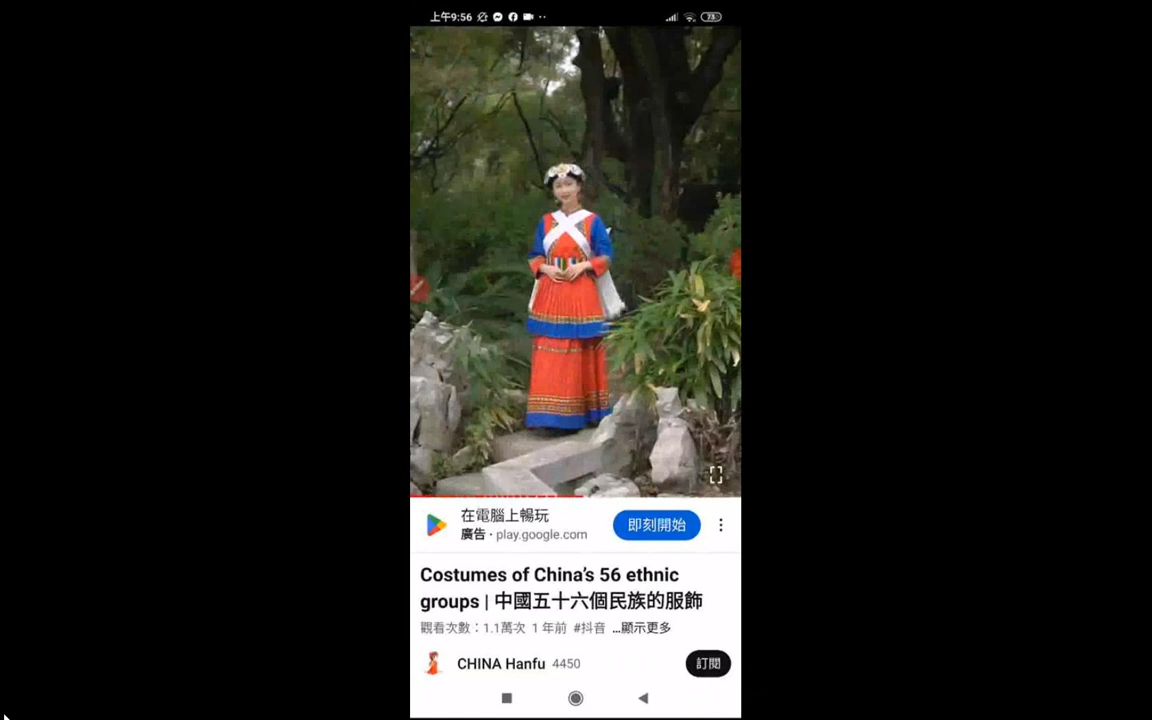 上午9:56
73
在電腦上暢玩
廣告 · play.google.com
即刻開始
Costumes of China's 56 ethnic
groups | 中國五十六個民族的服飾
觀看次數：1.1萬次 1 年前 #抖音 ...顯示更多
CHINA Hanfu 4450
訂閱